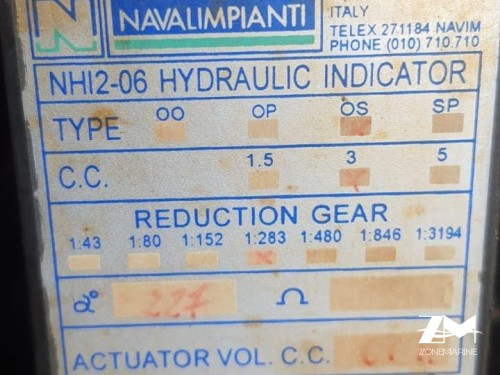 NAVALIMPIANTI
ITALY
TELEX 271184 NAVIM
PHONE (010) 710.710
NHI2-06 HYDRAULIC INDICATOR
TYPE OO OP OS SP
C.C. 1.5 3 5
REDUCTION GEAR
1:43 1:80 1:152 1:283 1:480 1:846 1:3194
α° 227 Ω
ACTUATOR VOL. C.C.
ZM
ZONEMARINE